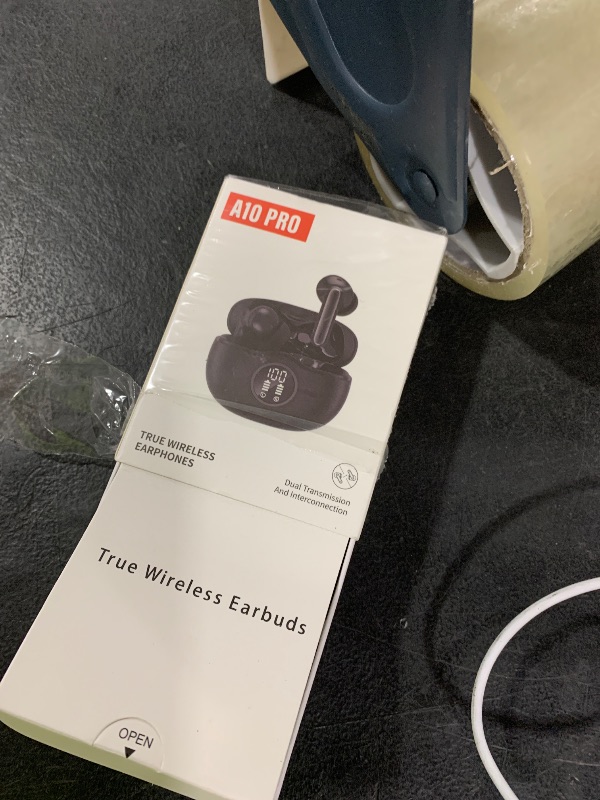 A10 PRO
100
TRUE WIRELESS
EARPHONES
Dual Transmission
And Interconnection
True Wireless Earbuds
OPEN